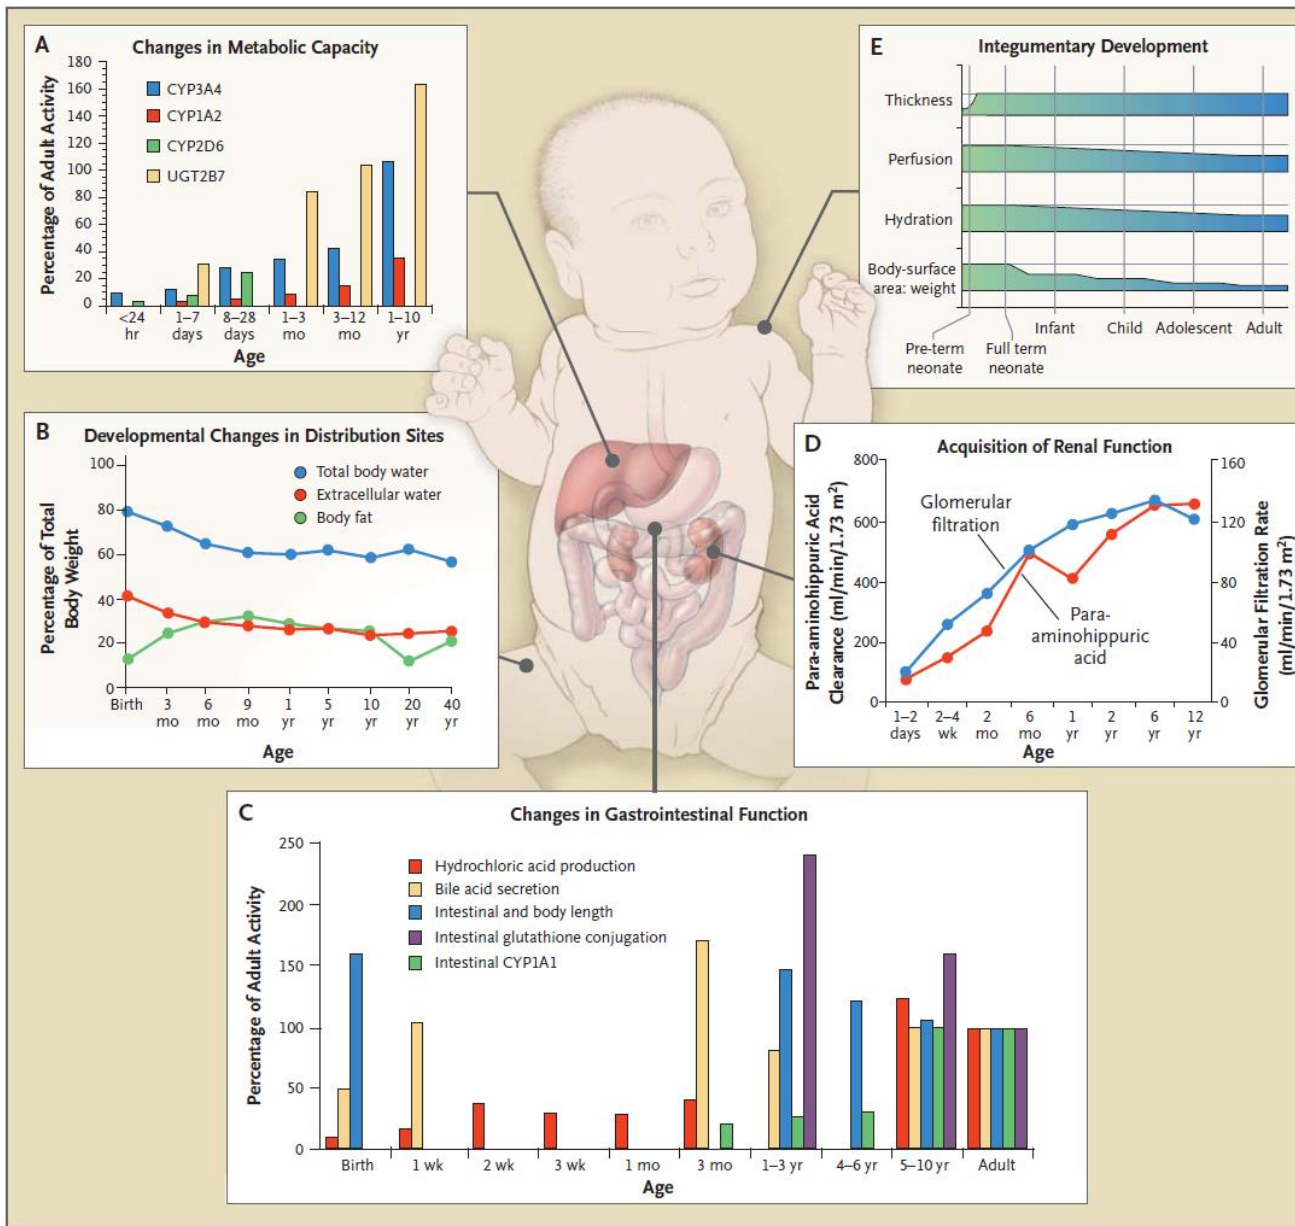 A
Changes in Metabolic Capacity
Percentage of Adult Activity
180
160
140
120
100
80
60
40
20
0
CYP3A4
CYP1A2
CYP2D6
UGT2B7
<24 hr
1–7 days
8–28 days
1–3 mo
3–12 mo
1–10 yr
Age
E
Integumentary Development
Thickness
Perfusion
Hydration
Body-surface
area: weight
Infant
Child
Adolescent
Adult
Pre-term
neonate
Full term
neonate
B
Developmental Changes in Distribution Sites
Percentage of Total
Body Weight
100
80
60
40
20
0
Total body water
Extracellular water
Body fat
Birth
3 mo
6 mo
9 mo
1 yr
5 yr
10 yr
20 yr
40 yr
Age
D
Acquisition of Renal Function
Para-aminohippuric Acid
Clearance (ml/min/1.73 m²)
800
600
400
200
0
Glomerular
filtration
Para-
aminohippuric
acid
160
120
80
40
0
Glomerular Filtration Rate
(ml/min/1.73 m²)
1–2 days
2–4 wk
2 mo
6 mo
1 yr
2 yr
6 yr
12 yr
Age
C
Changes in Gastrointestinal Function
Percentage of Adult Activity
250
200
150
100
50
0
Hydrochloric acid production
Bile acid secretion
Intestinal and body length
Intestinal glutathione conjugation
Intestinal CYP1A1
Birth
1 wk
2 wk
3 wk
1 mo
3 mo
1–3 yr
4–6 yr
5–10 yr
Adult
Age